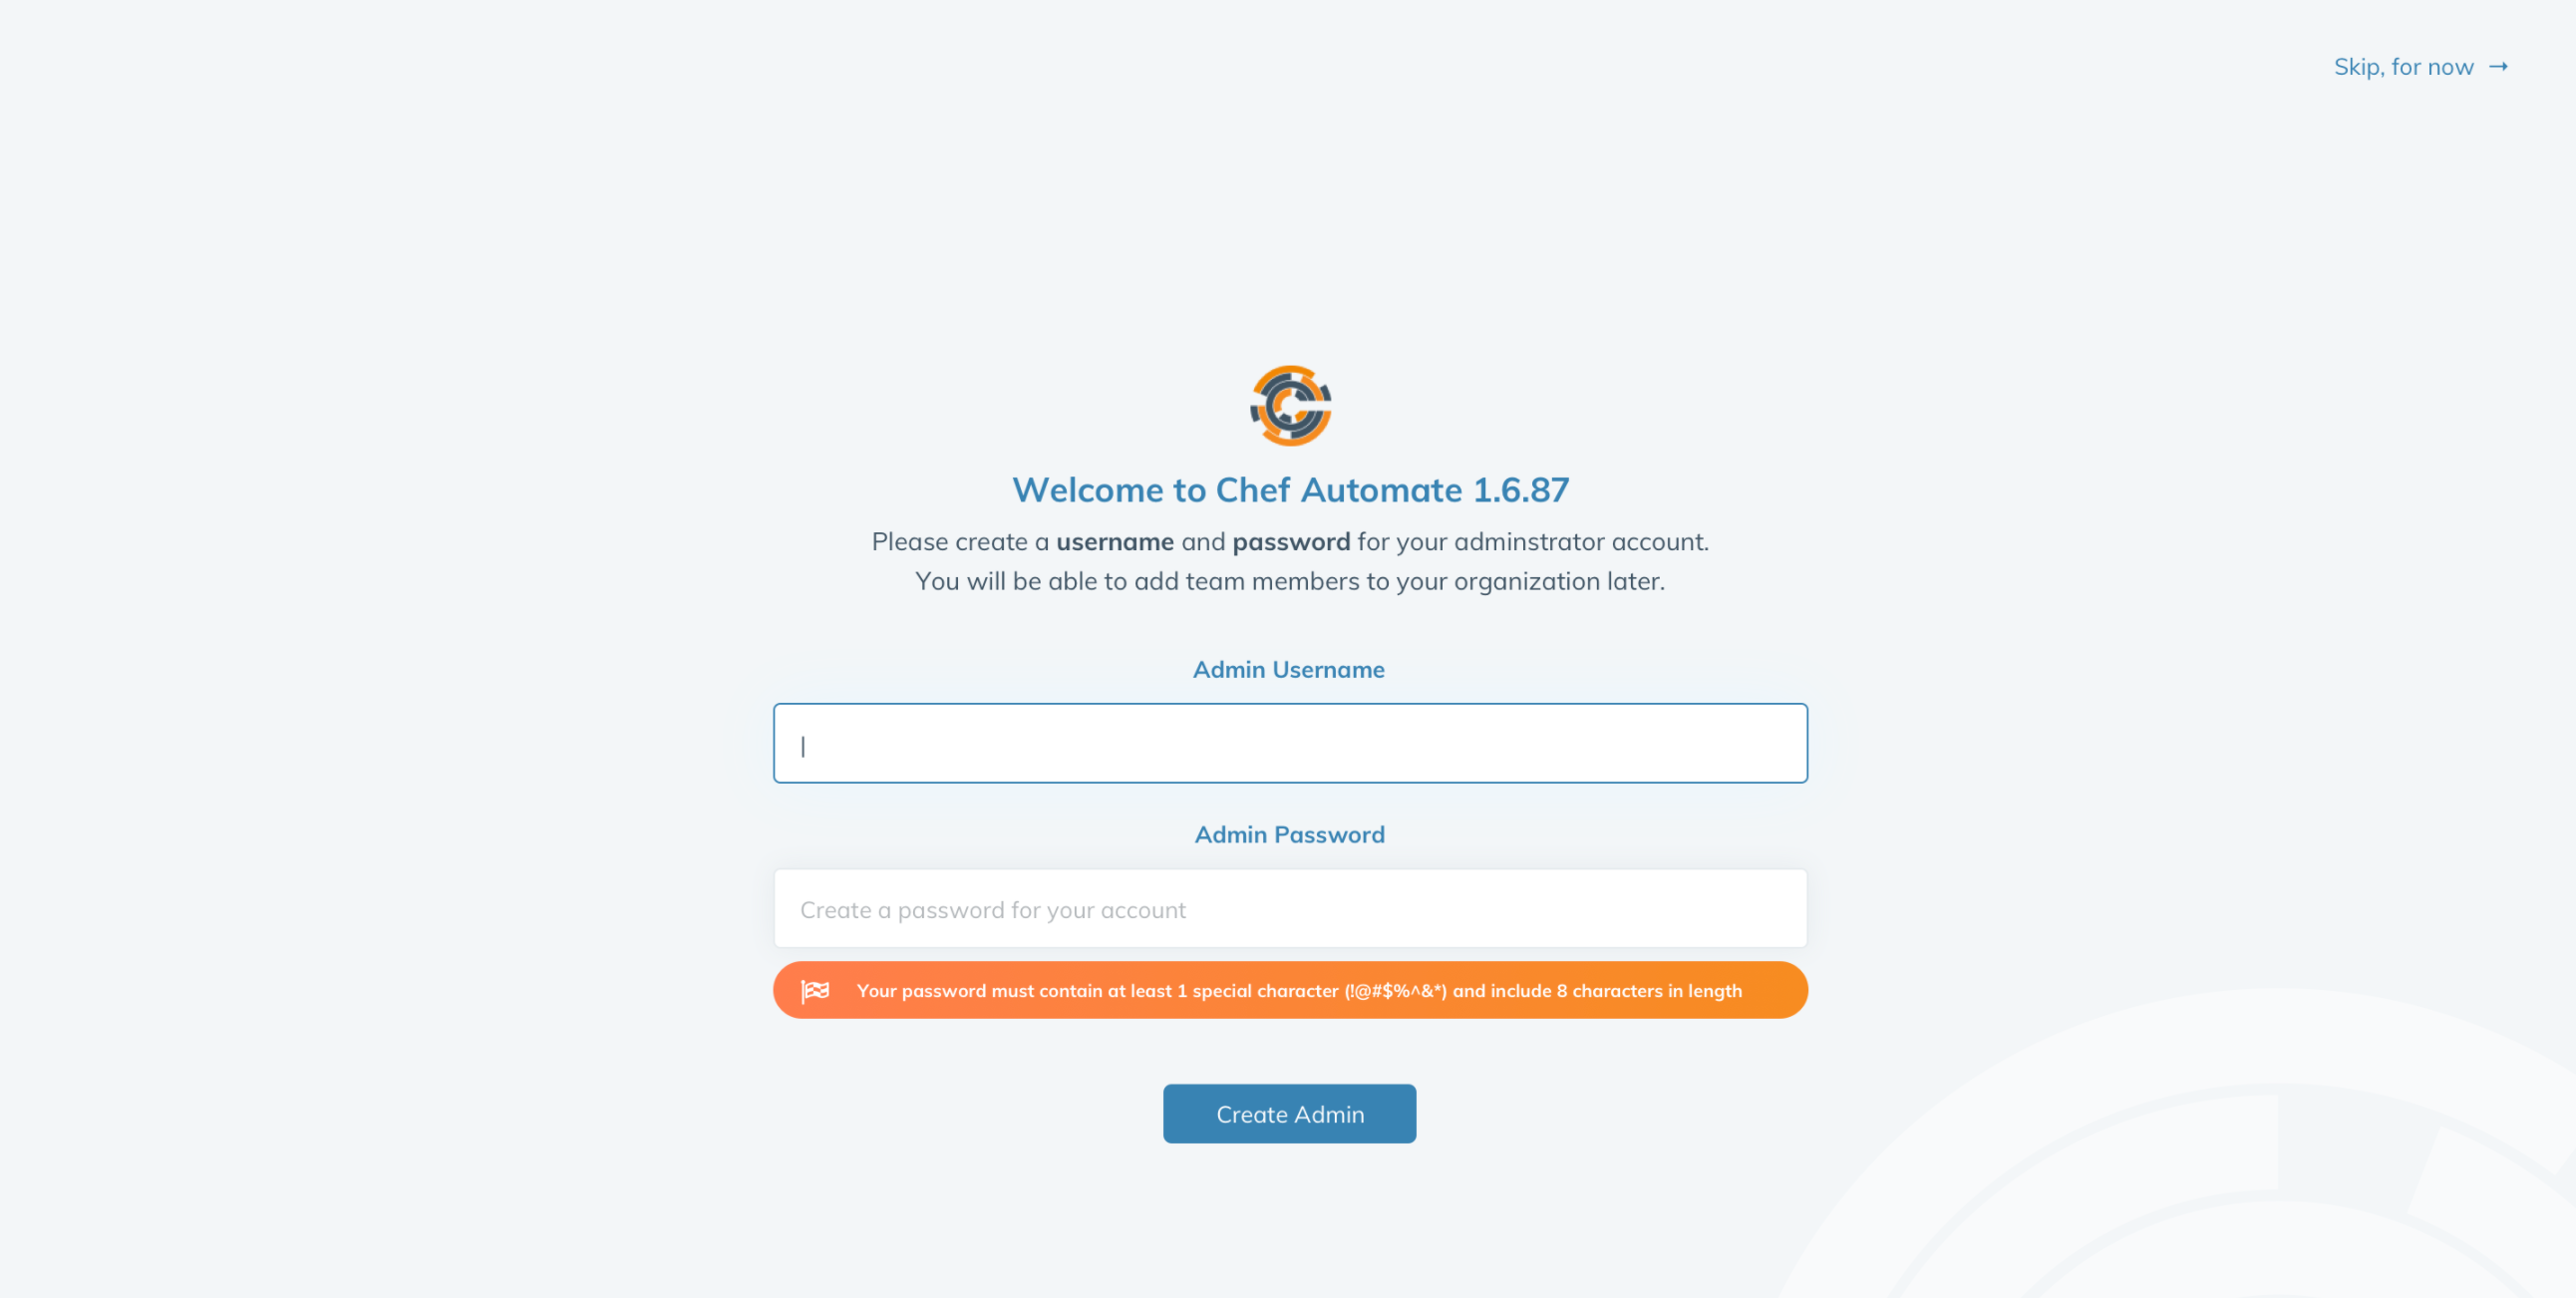 Skip, for now →
Welcome to Chef Automate 1.6.87
Please create a username and password for your adminstrator account.
You will be able to add team members to your organization later.
Admin Username
Admin Password
Create a password for your account
Your password must contain at least 1 special character (!@#$%^&*) and include 8 characters in length
Create Admin